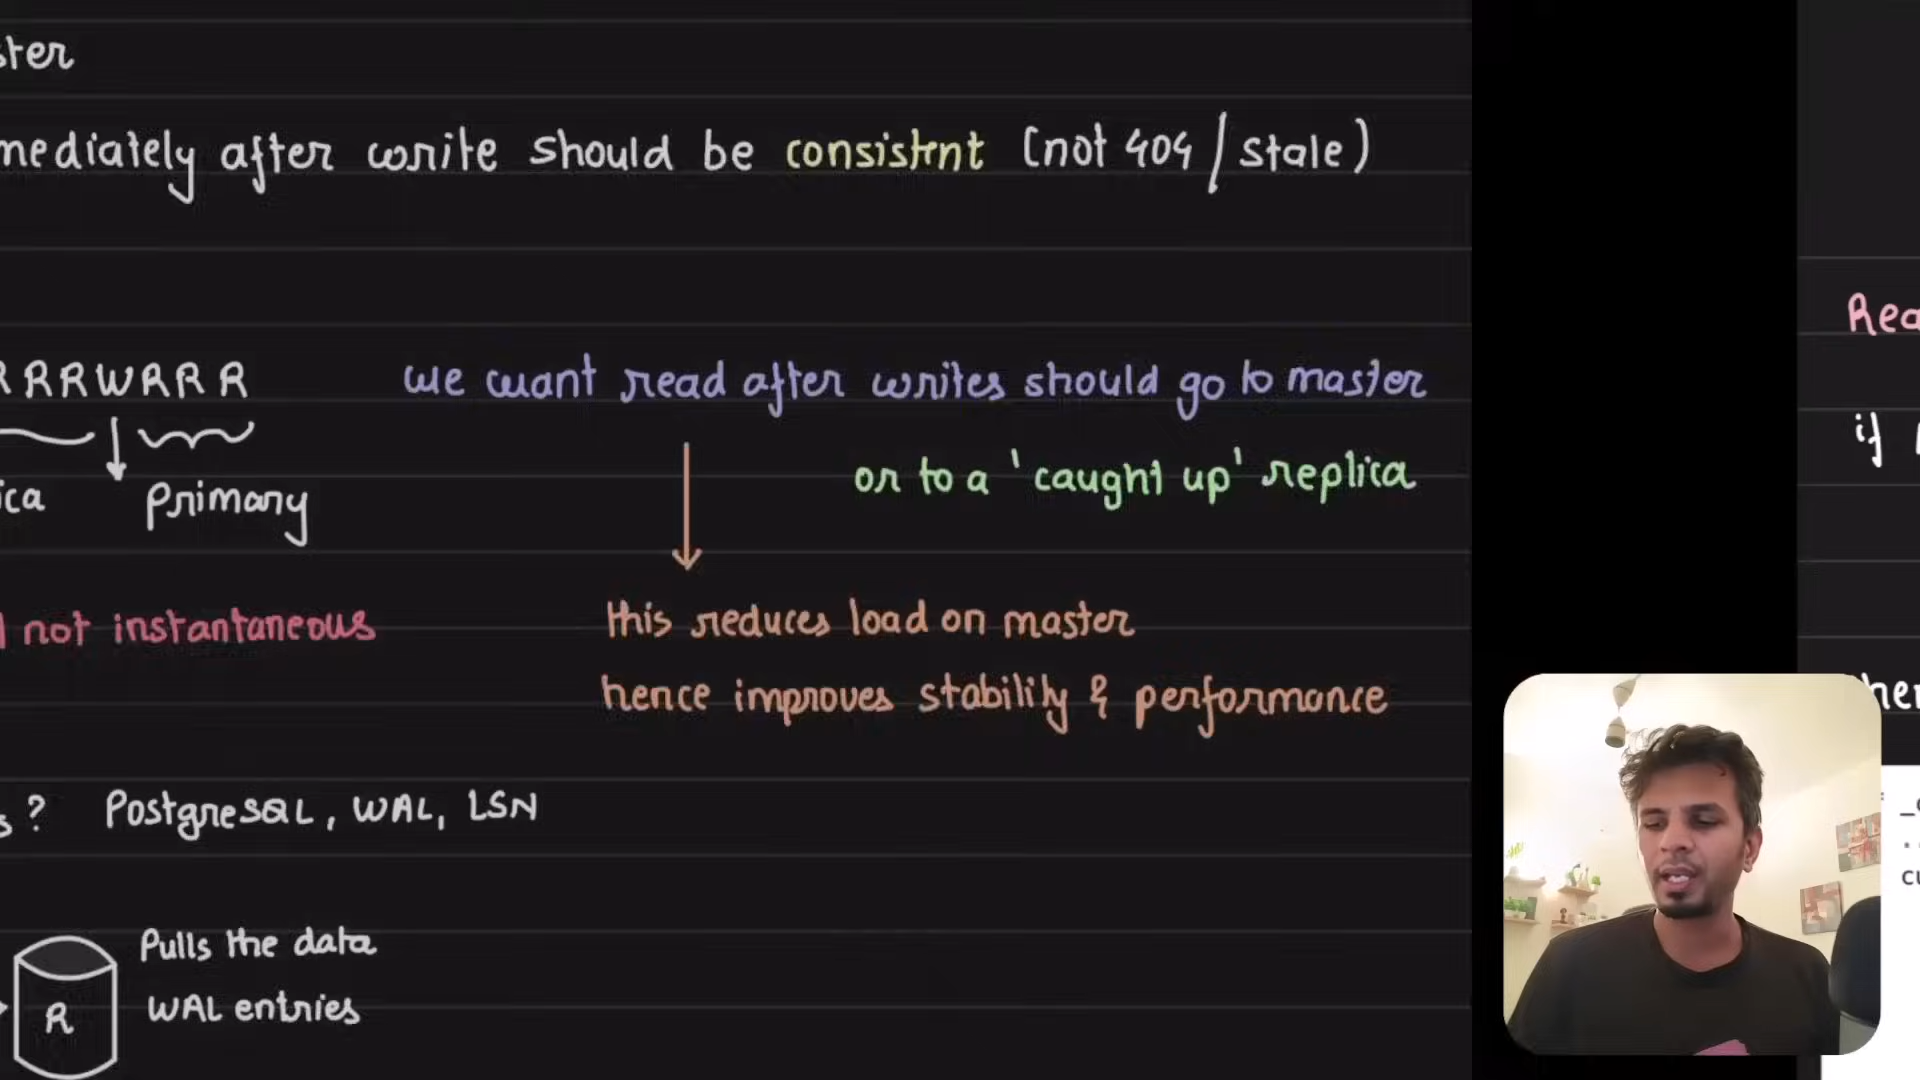 ster
mediately after write should be consistent (not 404 / stale)
R R R W R R R
we want read after writes should go to master
or to a 'caught up' replica
ica
Primary
not instantaneous
this reduces load on master
hence improves stability & performance
s? PostgreSQL, WAL, LSN
Pulls the data
WAL entries
R
Rea
if
her